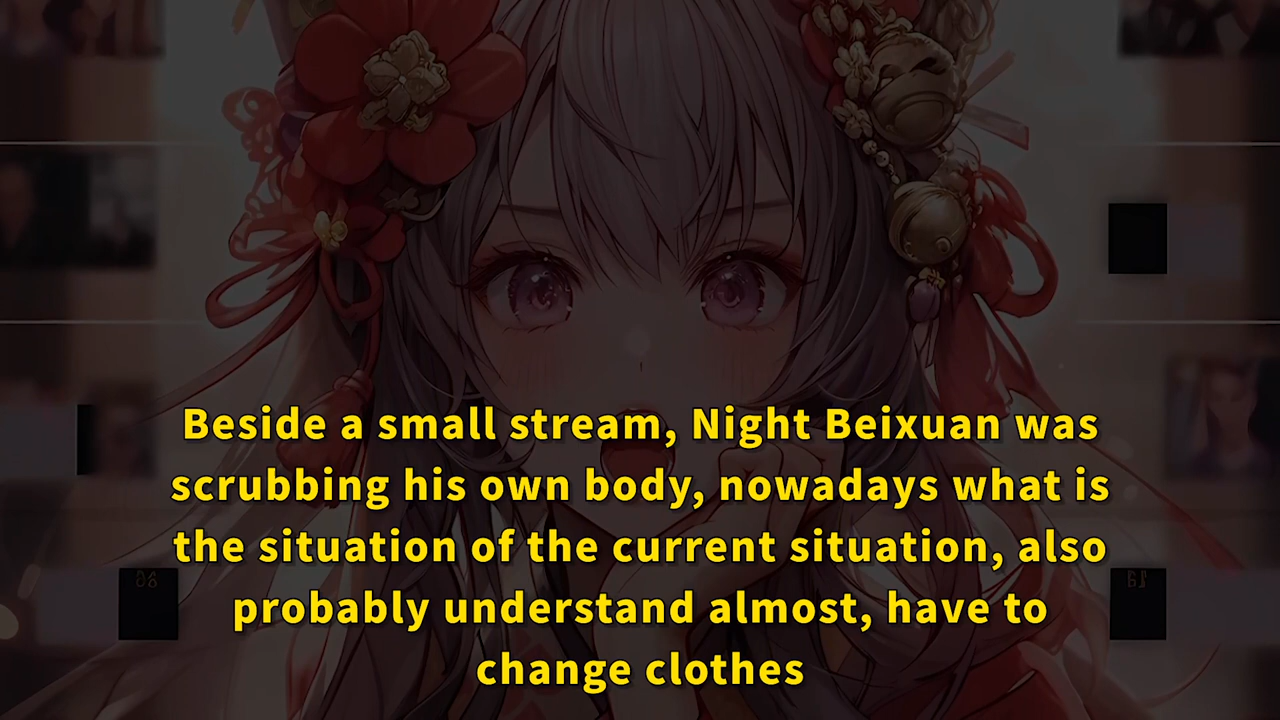 Beside a small stream, Night Beixuan was
scrubbing his own body, nowadays what is
the situation of the current situation, also
probably understand almost, have to
change clothes